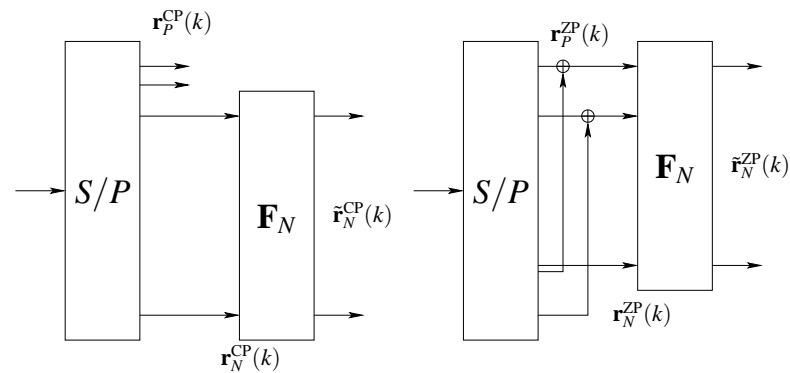 𝐫_P^CP(k)
S/P
𝐅_N
𝐫̃_N^CP(k)
𝐫_N^CP(k)
𝐫_P^ZP(k)
S/P
𝐅_N
𝐫̃_N^ZP(k)
𝐫_N^ZP(k)